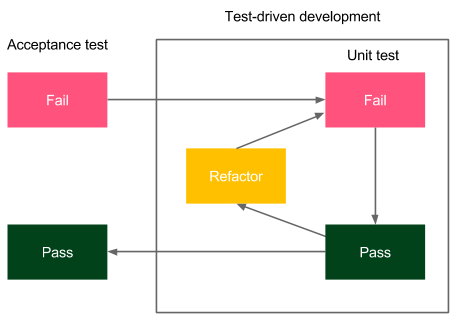 Test-driven development
Acceptance test
Unit test
Fail
Fail
Refactor
Pass
Pass